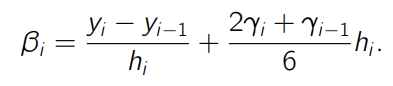 βᵢ = (yᵢ − yᵢ₋₁)/hᵢ + ((2γᵢ + γᵢ₋₁)/6)hᵢ.